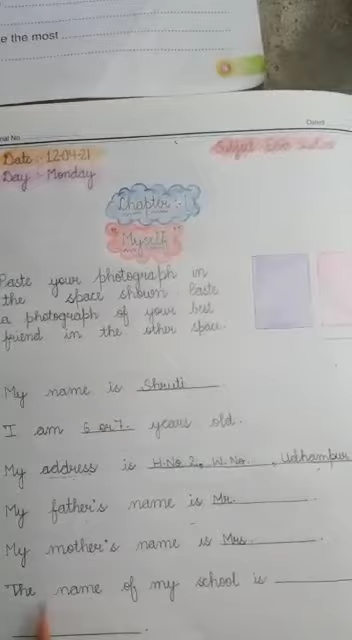 e the most
Dated
ial No.
Date :- 12-04-21
Day :- Monday
Chapter :- 1
"Myself"
Paste your photograph in
the space shown. Paste
a photograph of your best
friend in the other space.
My name is Shruti
I am 6 or 7. years old.
My address is H.No 2, W.No. , Udhampur
My father's name is Mr. .
My mother's name is Mrs. .
The name of my school is
.